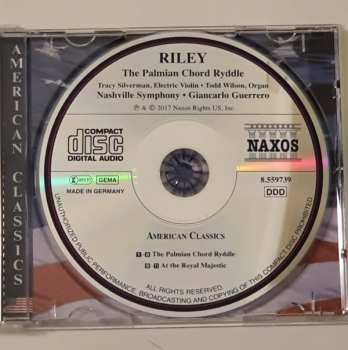 AMERICAN CLASSICS
RILEY
The Palmian Chord Ryddle
Tracy Silverman, Electric Violin • Todd Wilson, Organ
Nashville Symphony • Giancarlo Guerrero
℗ & © 2017 Naxos Rights US, Inc.
COMPACT
disc
DIGITAL AUDIO
NAXOS
GEMA
MADE IN GERMANY
8.559739
DDD
AMERICAN CLASSICS
The Palmian Chord Ryddle
At the Royal Majestic
ALL RIGHTS RESERVED.
UNAUTHORIZED PUBLIC PERFORMANCE, BROADCASTING AND COPYING OF THIS COMPACT DISC PROHIBITED